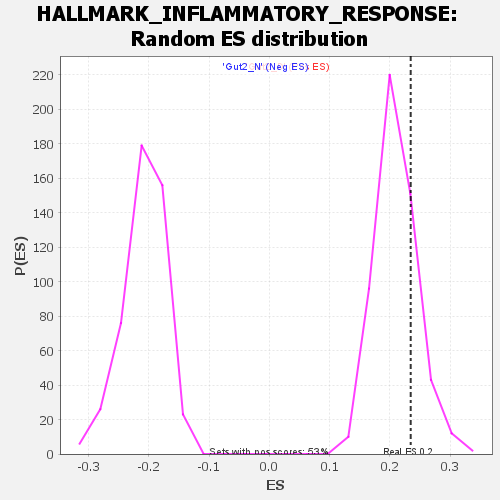 HALLMARK_INFLAMMATORY_RESPONSE:
Random ES distribution
'Gut2_N' (Neg ES) ES)
220
200
180
160
140
120
100
80
60
40
20
0
P(ES)
Sets with pos scores: 53%
Real ES 0.2
-0.3 -0.2 -0.1 0.0 0.1 0.2 0.3
ES